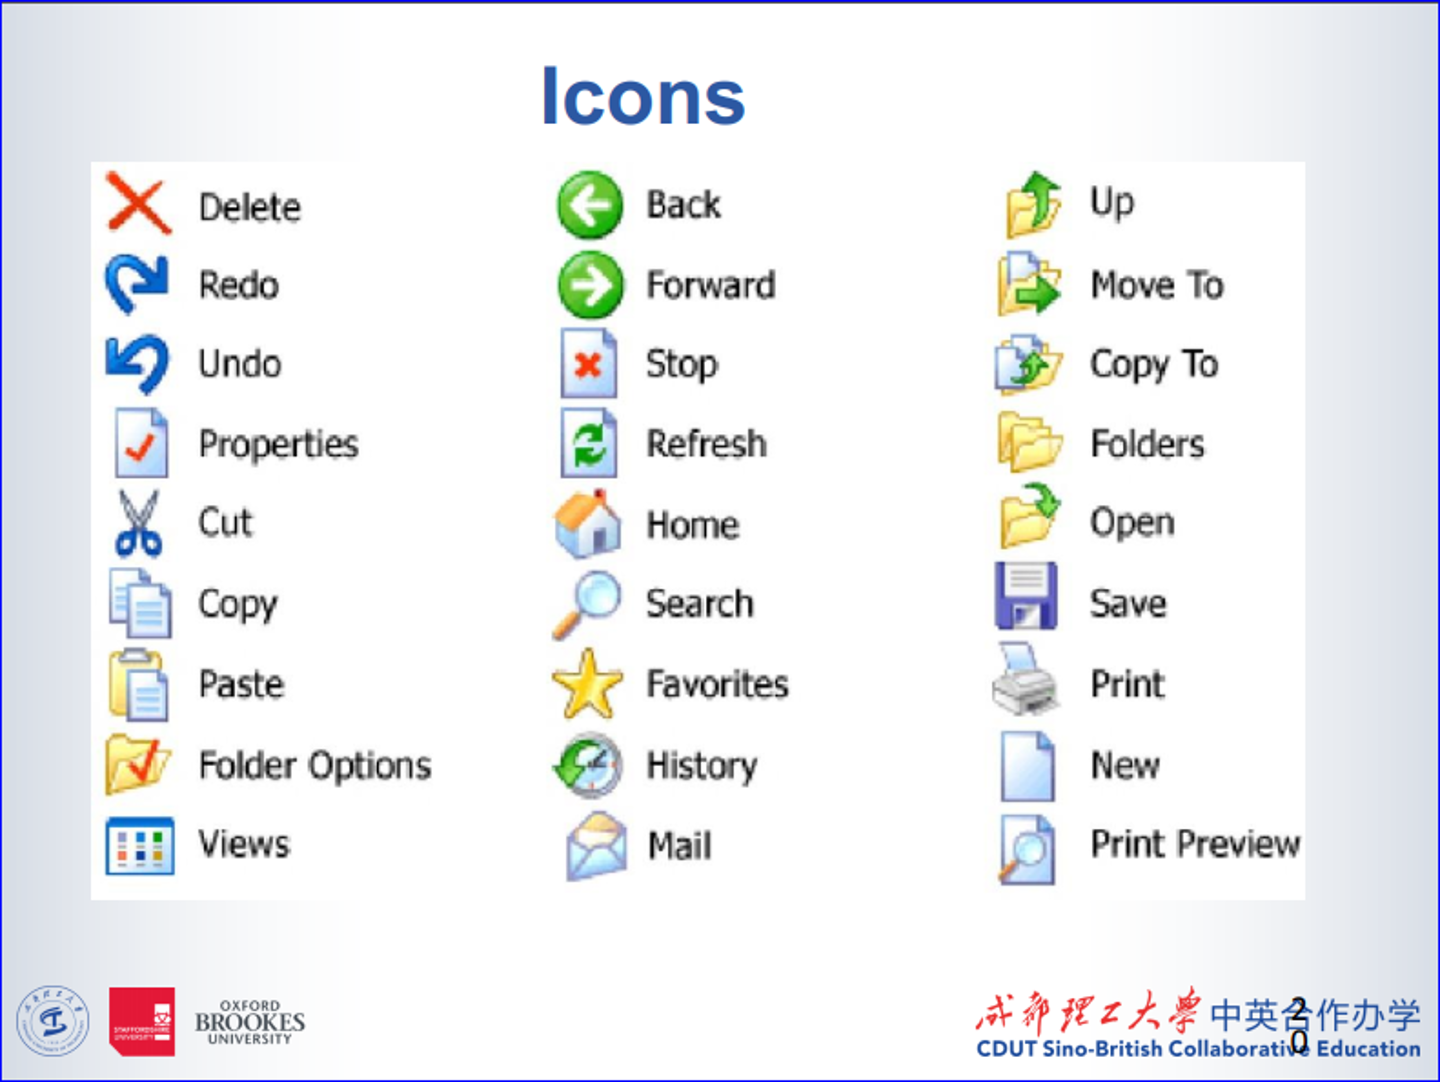 Icons
Delete
Redo
Undo
Properties
Cut
Copy
Paste
Folder Options
Views
Back
Forward
Stop
Refresh
Home
Search
Favorites
History
Mail
Up
Move To
Copy To
Folders
Open
Save
Print
New
Print Preview
STAFFORDSHIRE
UNIVERSITY
OXFORD
BROOKES
UNIVERSITY
成都理工大学 中英合作办学
CDUT Sino-British Collaborative Education
20